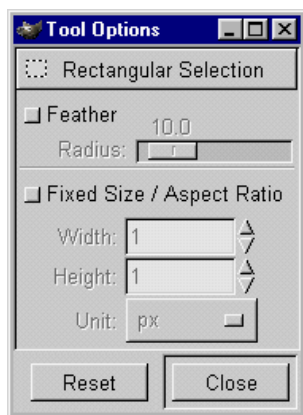 Tool Options
Rectangular Selection
Feather
10.0
Radius:
Fixed Size / Aspect Ratio
Width: 1
Height: 1
Unit: px
Reset Close